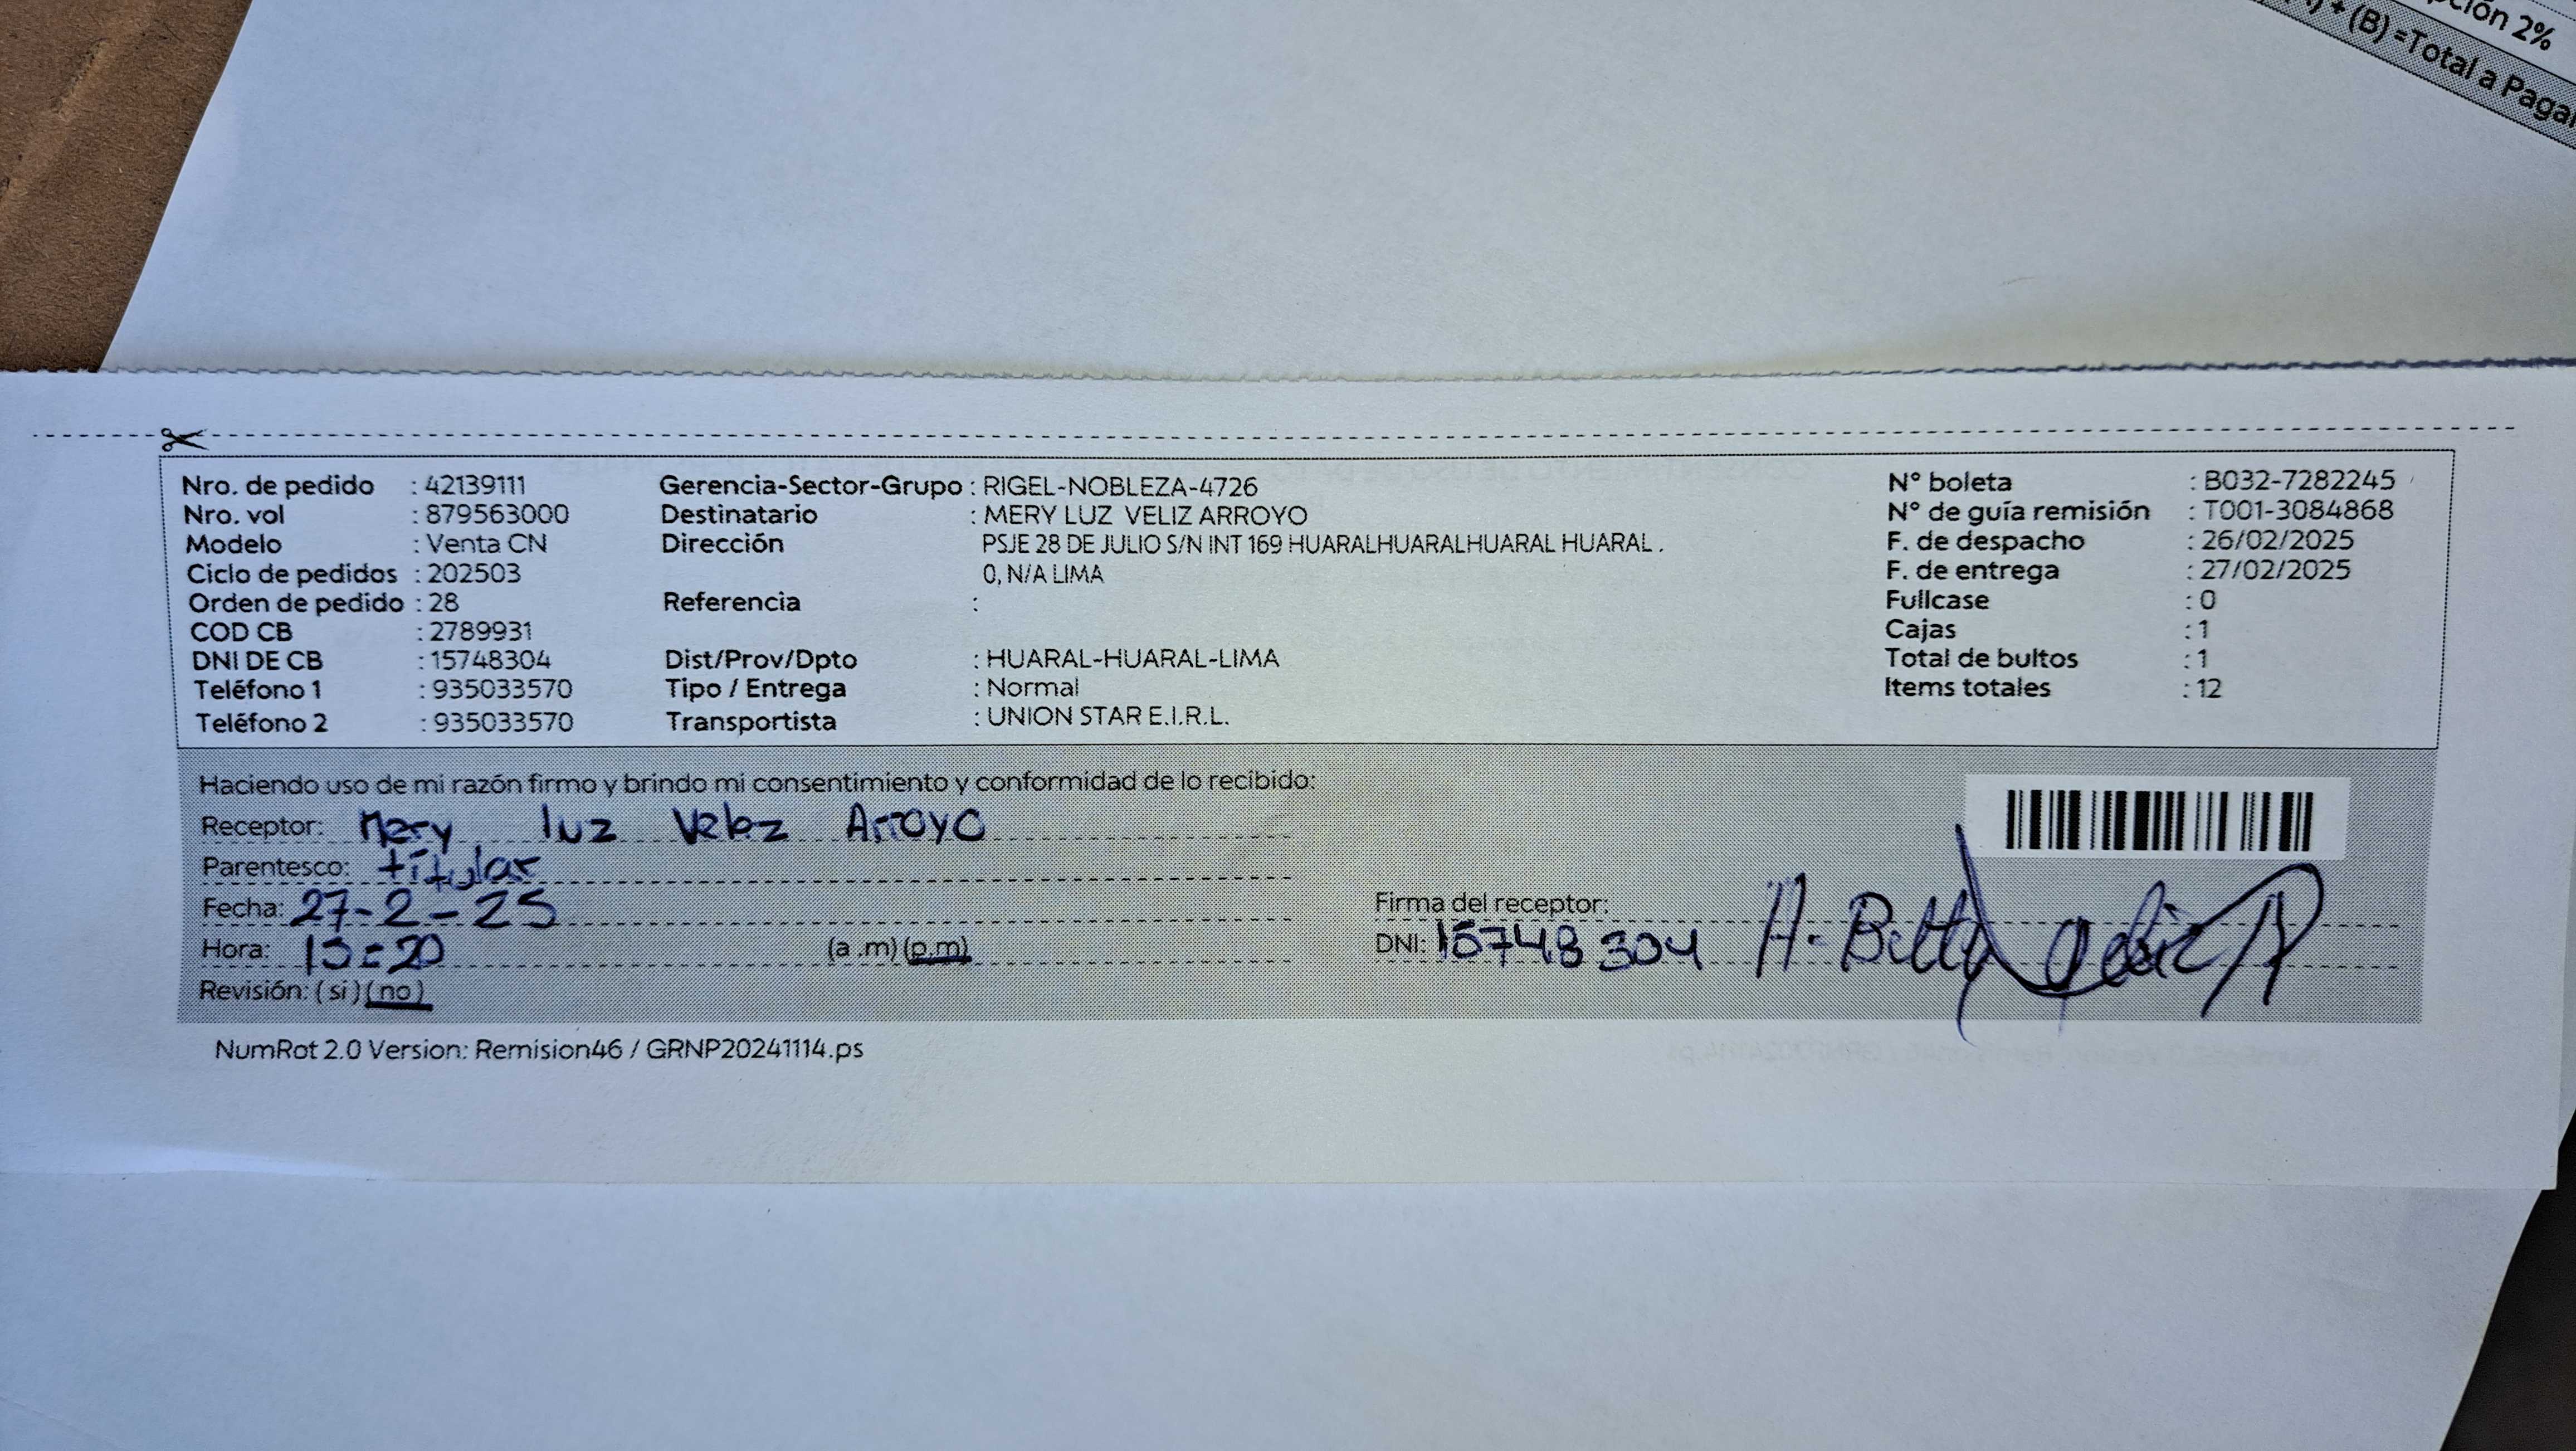 pción 2%
(A) + (B) =Total a Pagar
Nro. de pedido : 42139111
Nro. vol : 879563000
Modelo : Venta CN
Ciclo de pedidos : 202503
Orden de pedido : 28
COD CB : 2789931
DNI DE CB : 15748304
Teléfono 1 : 935033570
Teléfono 2 : 935033570
Gerencia-Sector-Grupo : RIGEL-NOBLEZA-4726
Destinatario : MERY LUZ VELIZ ARROYO
Dirección PSJE 28 DE JULIO S/N INT 169 HUARALHUARALHUARAL HUARAL .
0, N/A LIMA
Referencia :
Dist/Prov/Dpto : HUARAL-HUARAL-LIMA
Tipo / Entrega : Normal
Transportista : UNION STAR E.I.R.L.
N° boleta : B032-7282245
N° de guía remisión : T001-3084868
F. de despacho : 26/02/2025
F. de entrega : 27/02/2025
Fullcase : 0
Cajas : 1
Total de bultos : 1
Items totales : 12
Haciendo uso de mi razón firmo y brindo mi consentimiento y conformidad de lo recibido:
Receptor: Mery luz Arroyo
Parentesco: titular
Fecha: 27-2-25
Hora: 13=20 (a .m) (p.m)
Revisión: ( si ) ( no )
Firma del receptor:
DNI: 15748304
NumRot 2.0 Version: Remision46 / GRNP20241114.ps